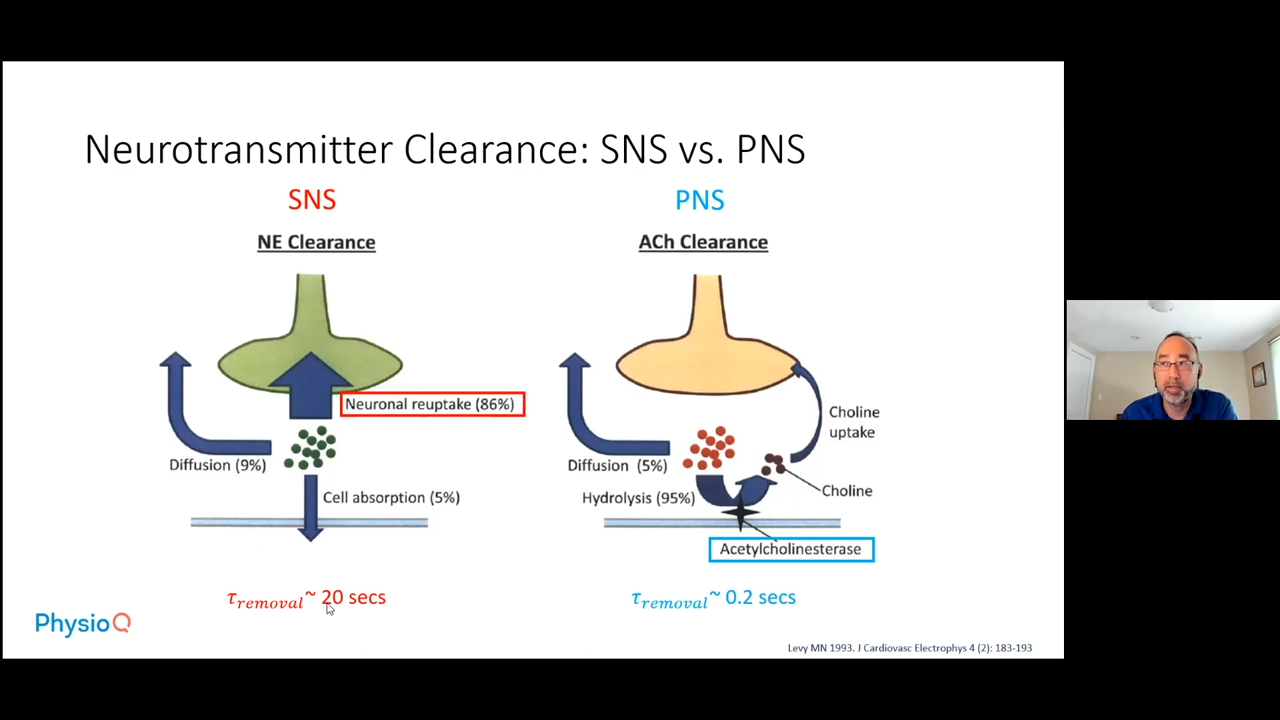 Neurotransmitter Clearance: SNS vs. PNS
SNS
NE Clearance
Neuronal reuptake (86%)
Diffusion (9%)
Cell absorption (5%)
τremoval~ 20 secs
PNS
ACh Clearance
Choline
uptake
Diffusion (5%)
Hydrolysis (95%)
Choline
Acetylcholinesterase
τremoval~ 0.2 secs
PhysioQ
Levy MN 1993. J Cardiovasc Electrophys 4 (2): 183-193